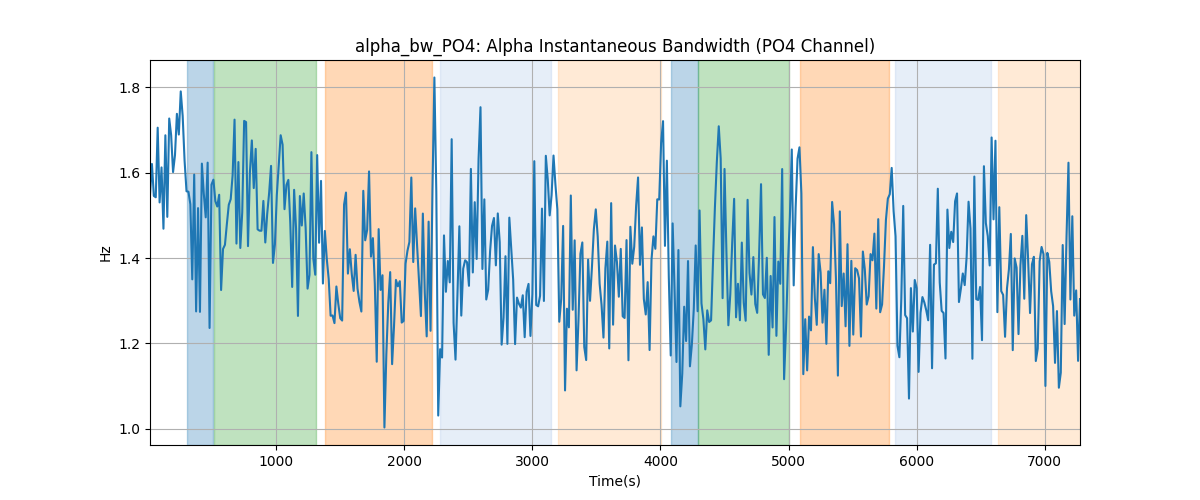 alpha_bw_PO4: Alpha Instantaneous Bandwidth (PO4 Channel)
1.8
1.6
1.4
1.2
1.0
Hz
1000 2000 3000 4000 5000 6000 7000
Time(s)